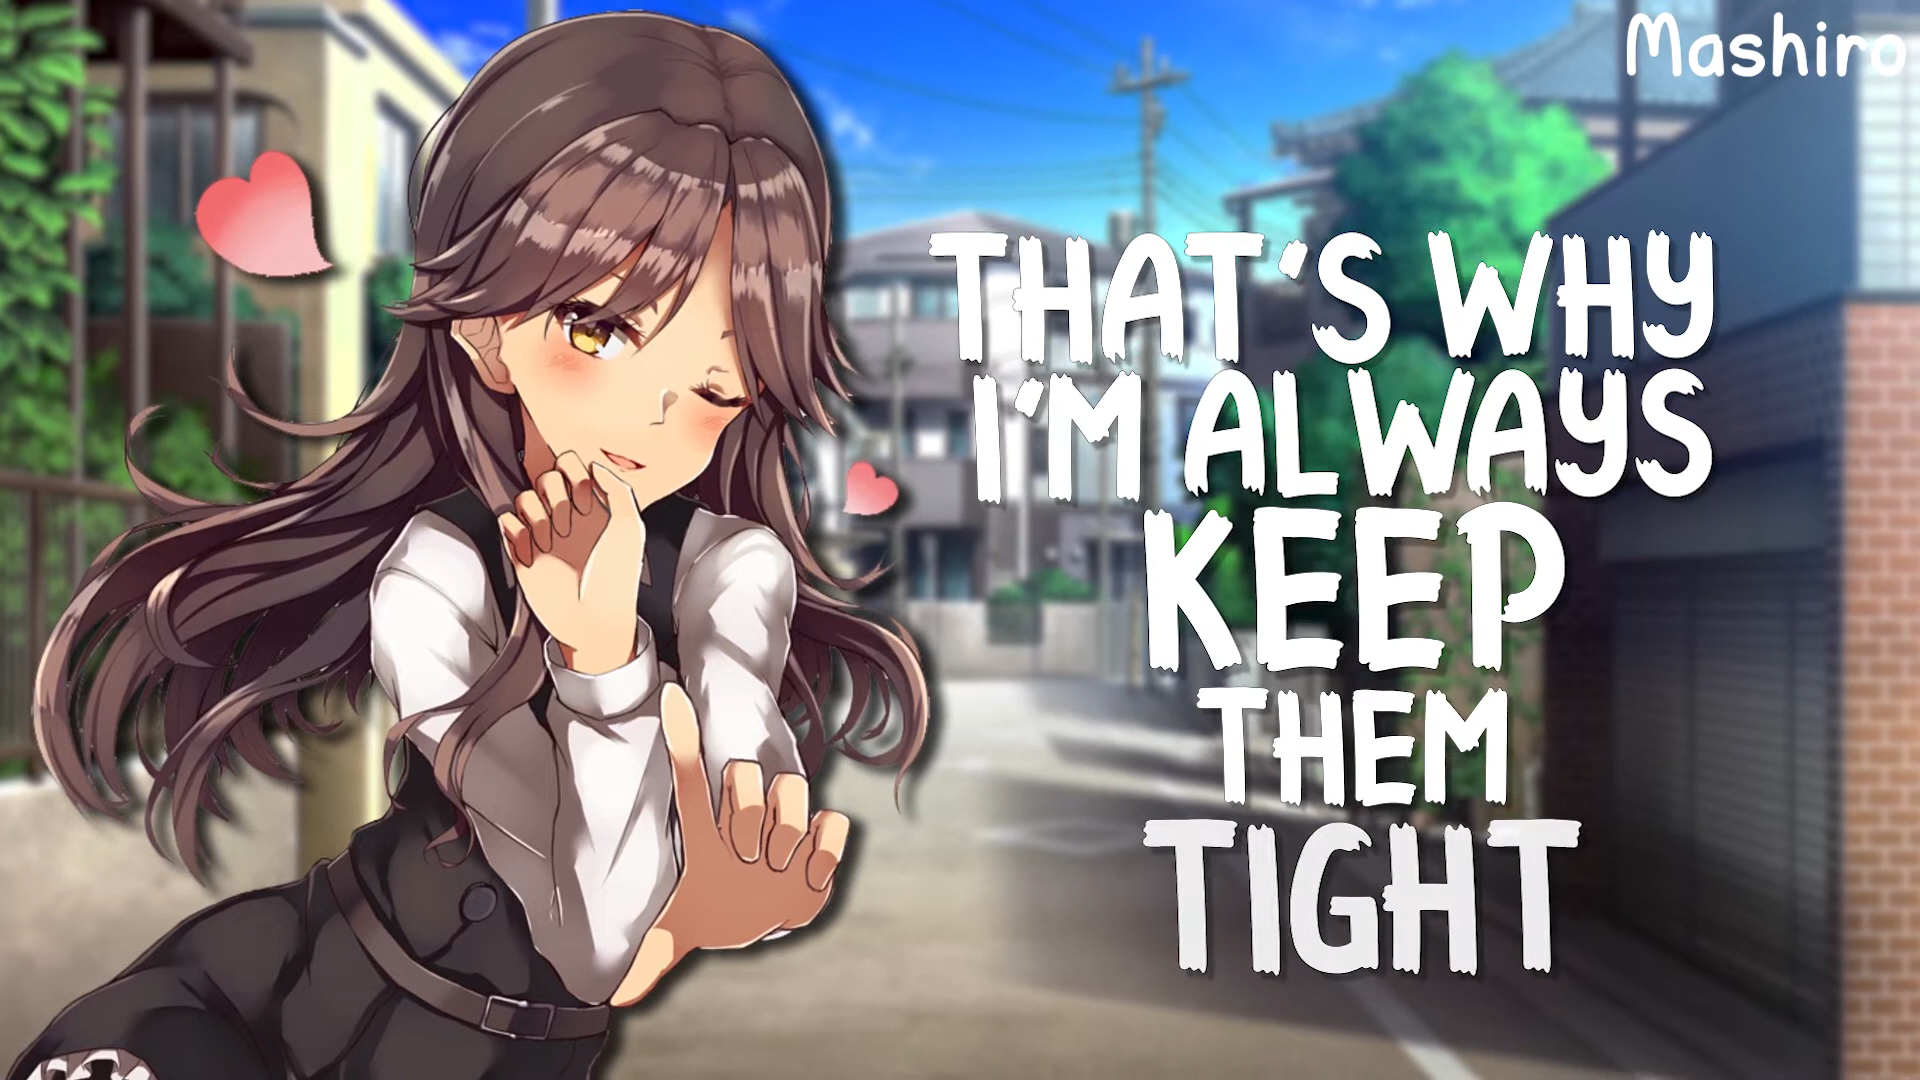 Mashiro
THAT'S WHY
I'M ALWAYS
KEEP
THEM
TIGHT